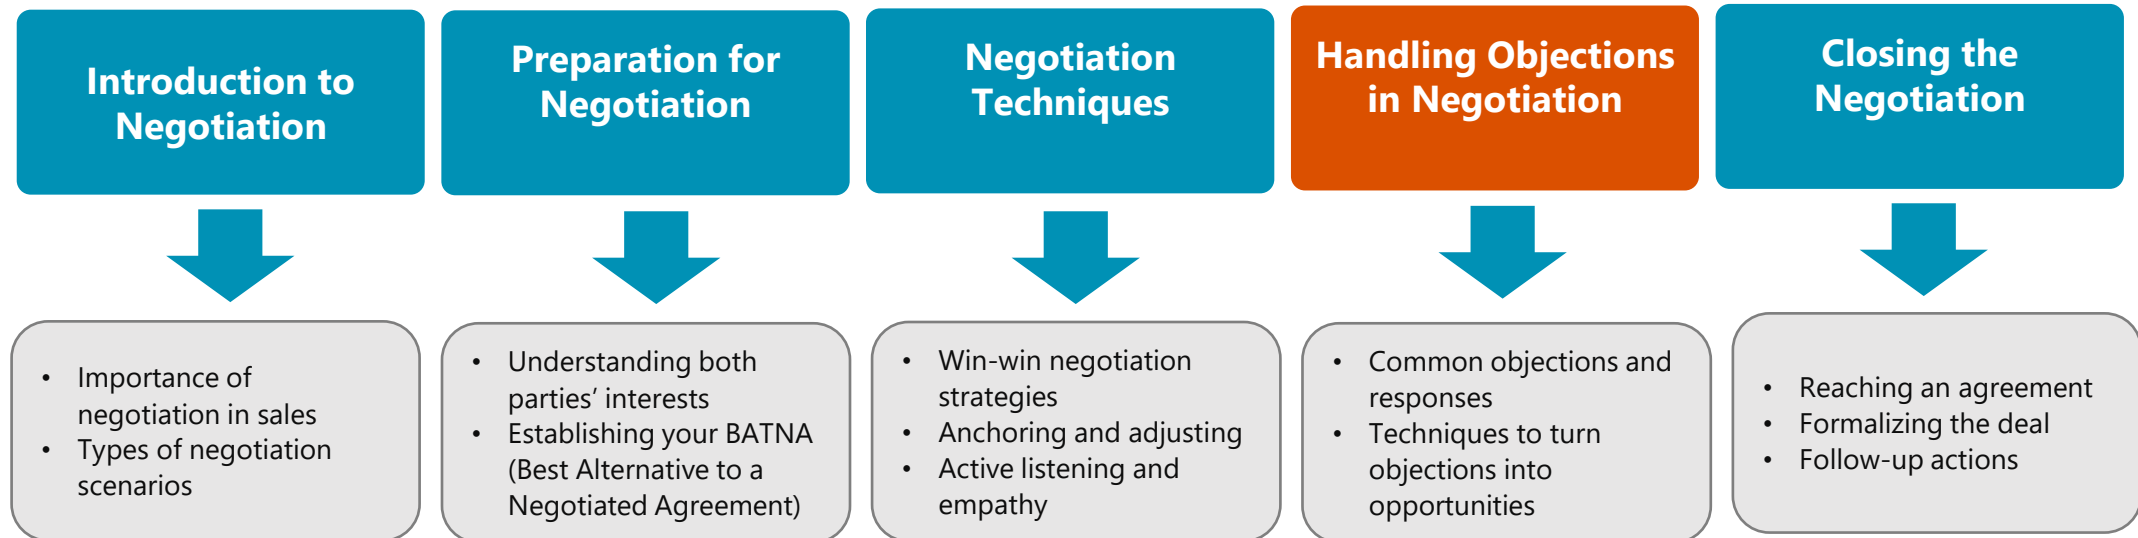 Introduction to
Negotiation
Preparation for
Negotiation
Negotiation
Techniques
Handling Objections
in Negotiation
Closing the
Negotiation
• Importance of
negotiation in sales
• Types of negotiation
scenarios
• Understanding both
parties’ interests
• Establishing your BATNA
(Best Alternative to a
Negotiated Agreement)
• Win-win negotiation
strategies
• Anchoring and adjusting
• Active listening and
empathy
• Common objections and
responses
• Techniques to turn
objections into
opportunities
• Reaching an agreement
• Formalizing the deal
• Follow-up actions